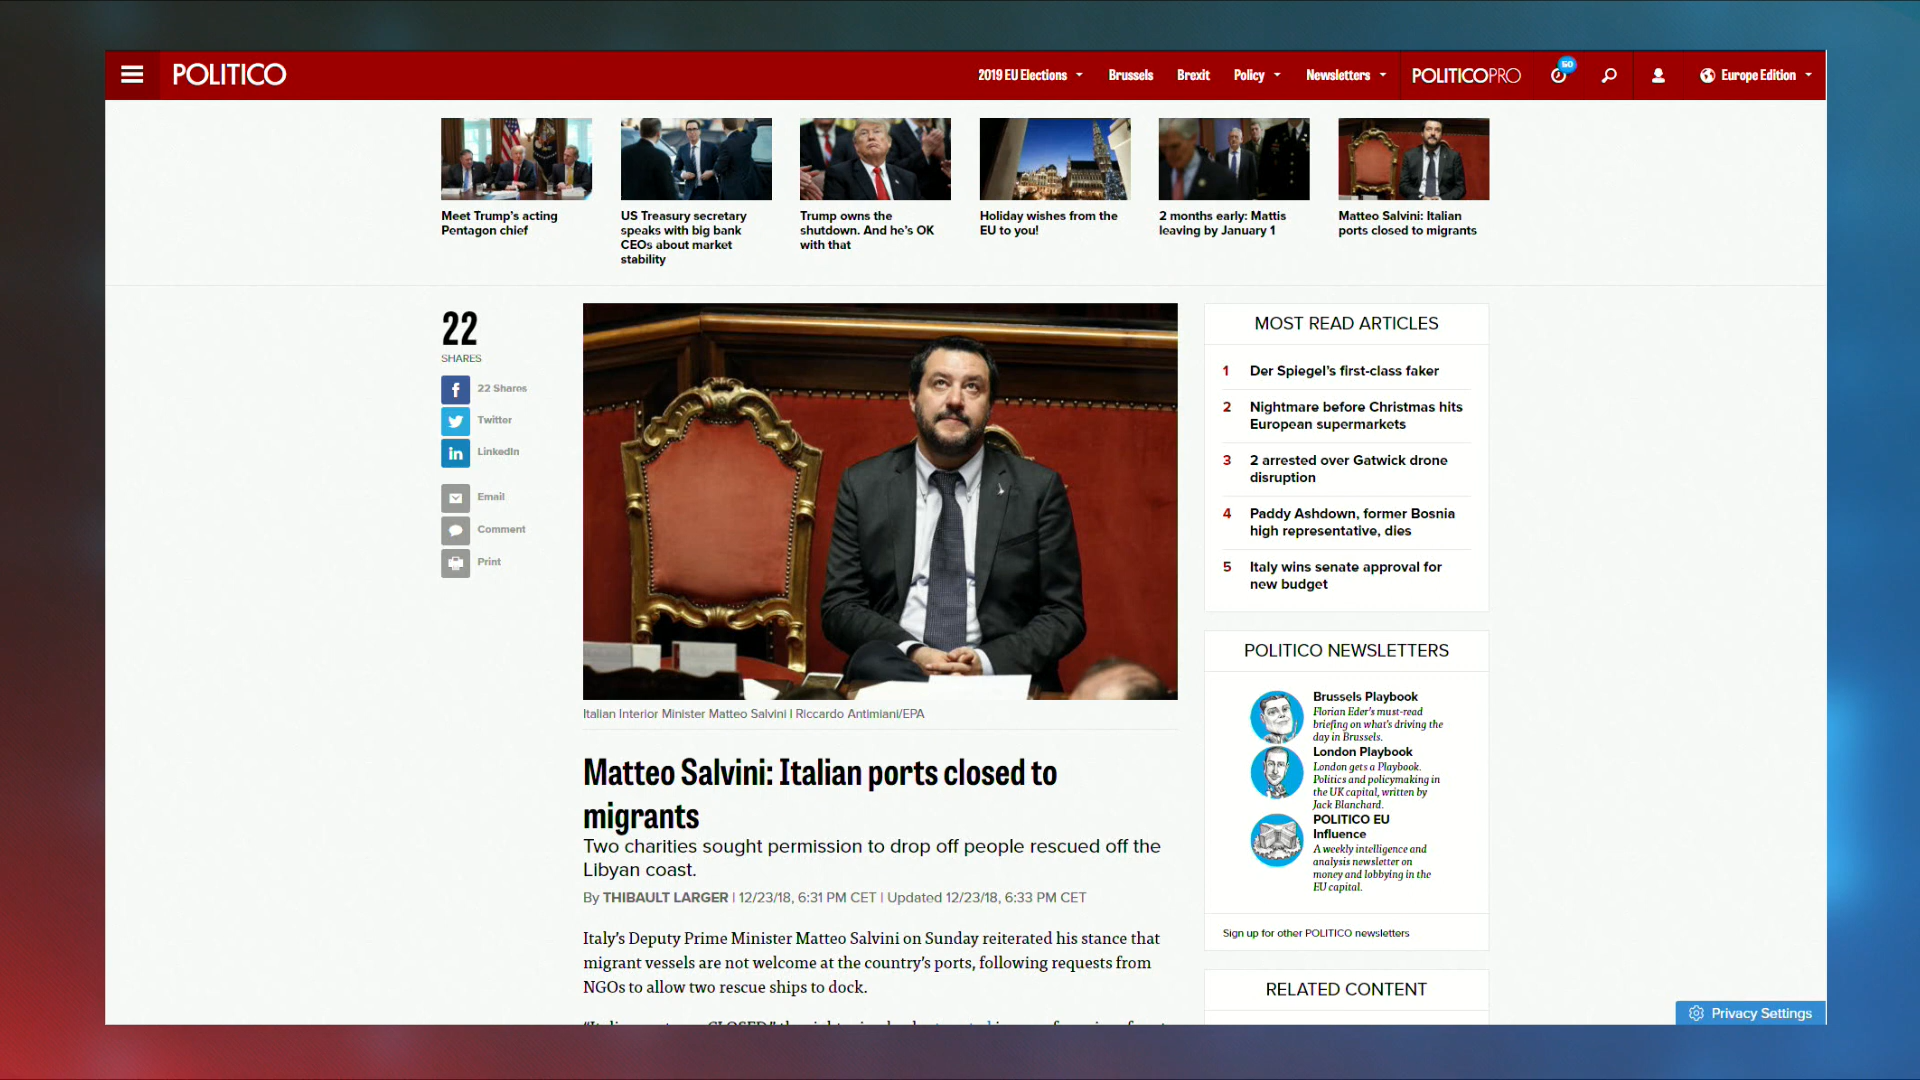 POLITICO
2019 EU Elections
Brussels
Brexit
Policy
Newsletters
POLITICOPRO
50
Europe Edition
Meet Trump's acting
Pentagon chief
US Treasury secretary
speaks with big bank
CEOs about market
stability
Trump owns the
shutdown. And he's OK
with that
Holiday wishes from the
EU to you!
2 months early: Mattis
leaving by January 1
Matteo Salvini: Italian
ports closed to migrants
22
SHARES
22 Shares
Twitter
LinkedIn
Email
Comment
Print
Italian Interior Minister Matteo Salvini | Riccardo Antimiani/EPA
Matteo Salvini: Italian ports closed to
migrants
Two charities sought permission to drop off people rescued off the
Libyan coast.
By THIBAULT LARGER | 12/23/18, 6:31 PM CET | Updated 12/23/18, 6:33 PM CET
Italy's Deputy Prime Minister Matteo Salvini on Sunday reiterated his stance that
migrant vessels are not welcome at the country's ports, following requests from
NGOs to allow two rescue ships to dock.
MOST READ ARTICLES
1 Der Spiegel's first-class faker
2 Nightmare before Christmas hits
European supermarkets
3 2 arrested over Gatwick drone
disruption
4 Paddy Ashdown, former Bosnia
high representative, dies
5 Italy wins senate approval for
new budget
POLITICO NEWSLETTERS
Brussels Playbook
Florian Eder's must-read
briefing on what's driving the
day in Brussels.
London Playbook
London gets a Playbook.
Politics and policymaking in
the UK capital, written by
Jack Blanchard.
POLITICO EU
Influence
A weekly intelligence and
analysis newsletter on
money and lobbying in the
EU capital.
Sign up for other POLITICO newsletters
RELATED CONTENT
Privacy Settings